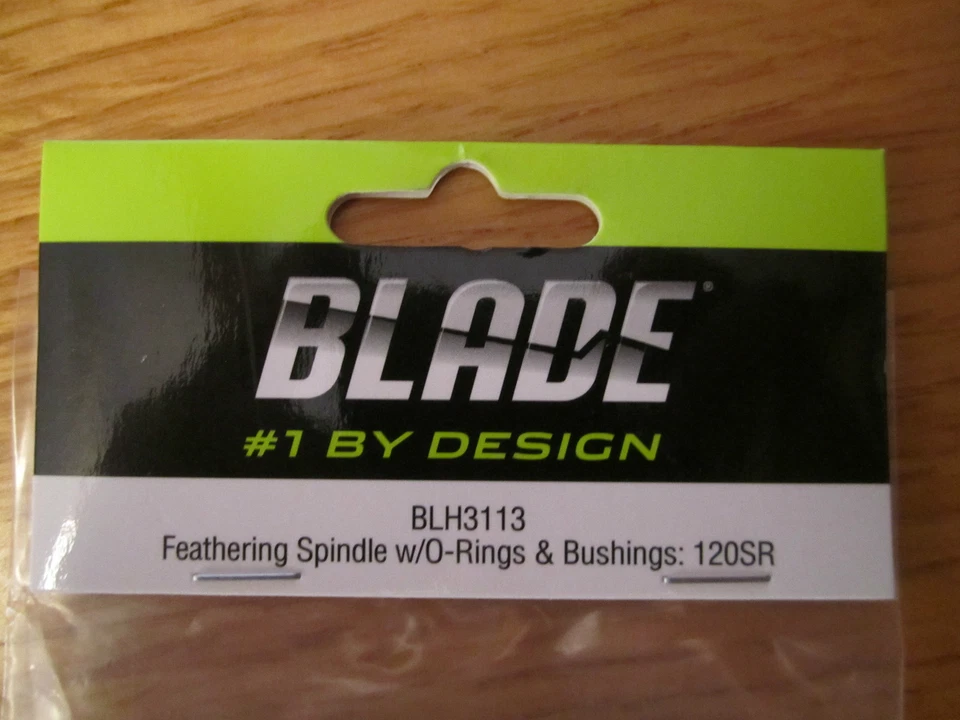 BLADE®
#1 BY DESIGN
BLH3113
Feathering Spindle w/O-Rings & Bushings: 120SR